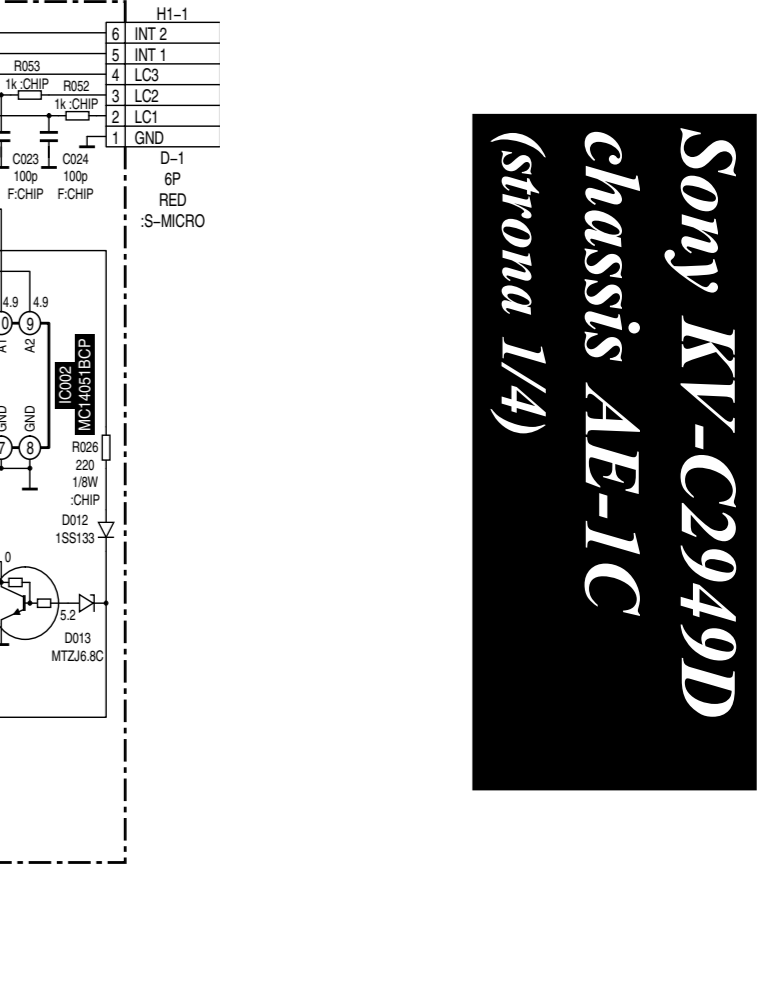 H1–1
6 INT 2
5 INT 1
4 LC3
3 LC2
2 LC1
1 GND
D–1
6P
RED
:S–MICRO
R053
1k :CHIP
R052
1k :CHIP
C023
100p
F:CHIP
C024
100p
F:CHIP
4.9
4.9
9
A1
A2
IC002
MC14051BCP
GND
GND
7
8
R026
220
1/8W
:CHIP
D012
1SS133
0
5.2
D013
MTZJ6.8C
Sony KV-C2949D
chassis AE-1C
(strona 1/4)